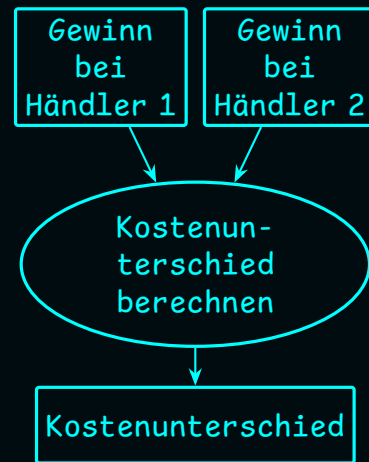 Gewinn
bei
Händler 1
Gewinn
bei
Händler 2
Kostenun-
terschied
berechnen
Kostenunterschied